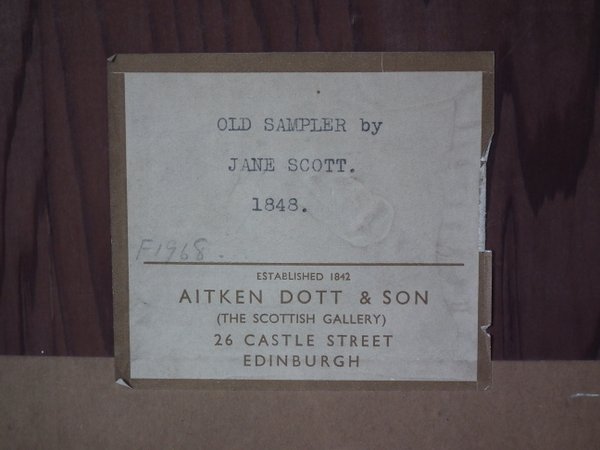 OLD SAMPLER by
JANE SCOTT.
1848.
F1968.
ESTABLISHED 1842
AITKEN DOTT & SON
(THE SCOTTISH GALLERY)
26 CASTLE STREET
EDINBURGH